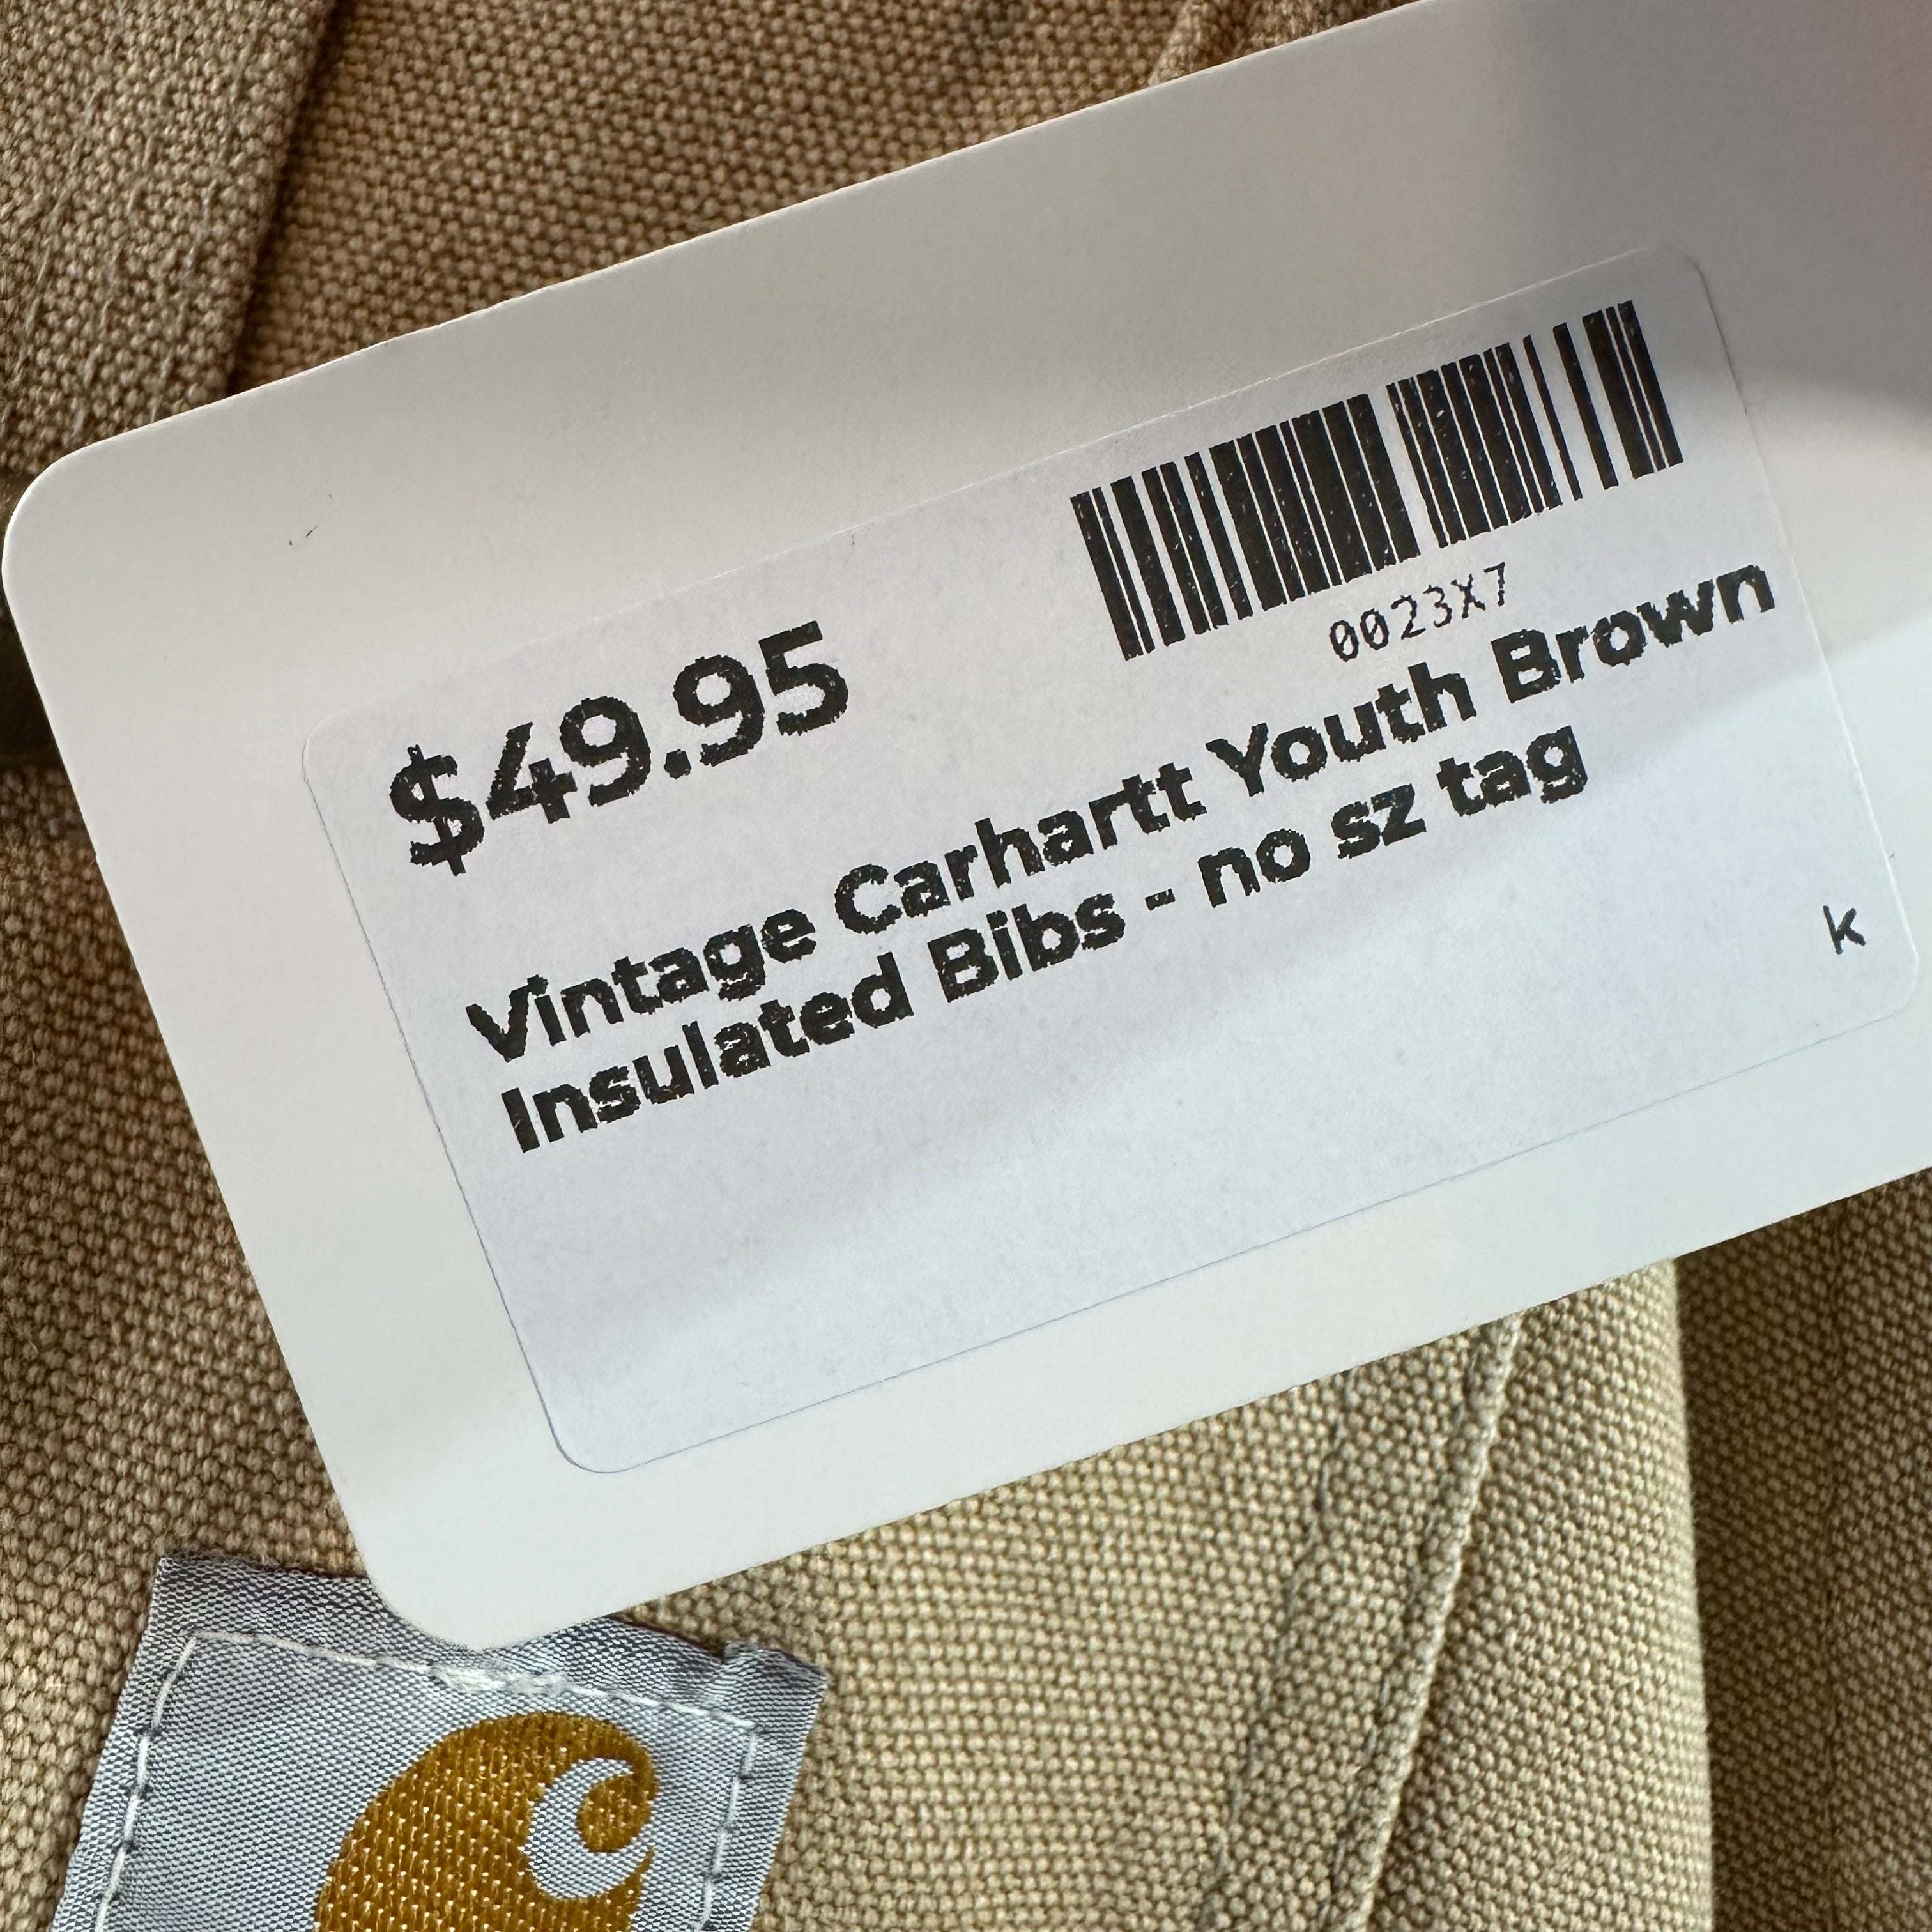 0023X7
$49.95
Vintage Carhartt Youth Brown
Insulated Bibs - no sz tag
k